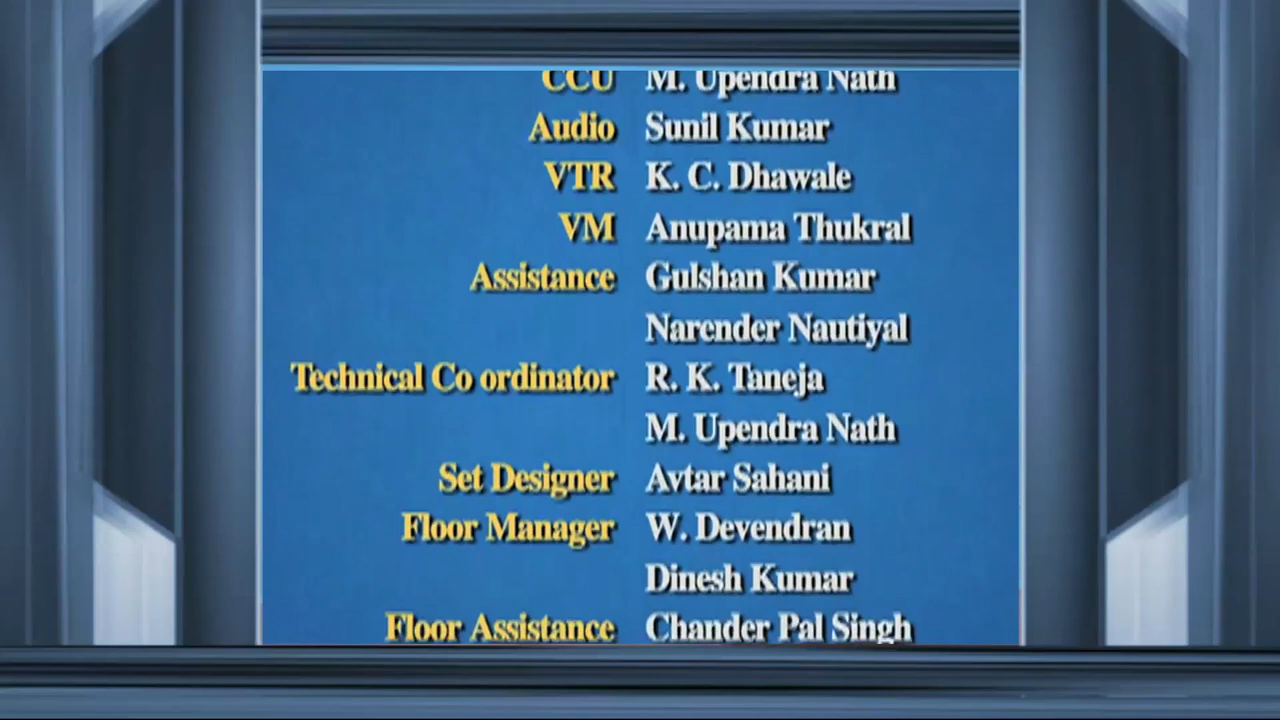 CCU M. Upendra Nath
Audio Sunil Kumar
VTR K. C. Dhawale
VM Anupama Thukral
Assistance Gulshan Kumar
Narender Nautiyal
Technical Co ordinator R. K. Taneja
M. Upendra Nath
Set Designer Avtar Sahani
Floor Manager W. Devendran
Dinesh Kumar
Floor Assistance Chander Pal Singh